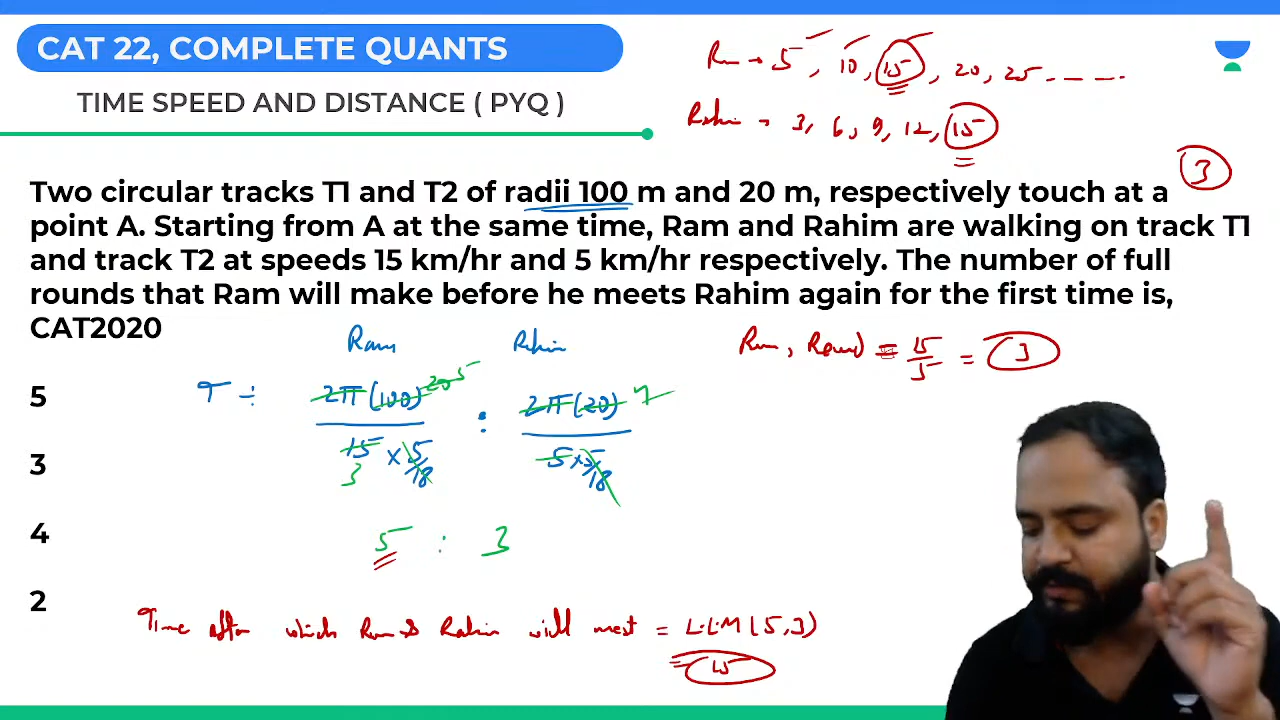 CAT 22, COMPLETE QUANTS
TIME SPEED AND DISTANCE ( PYQ )
Ram → 5, 10, 15, 20, 25 - - -
Rahim → 3, 6, 9, 12, 15
3
Two circular tracks T1 and T2 of radii 100 m and 20 m, respectively touch at a
point A. Starting from A at the same time, Ram and Rahim are walking on track T1
and track T2 at speeds 15 km/hr and 5 km/hr respectively. The number of full
rounds that Ram will make before he meets Rahim again for the first time is,
CAT2020
Ram Rahim
Ram, Round = 15/5 = 3
T ÷ 2π(100) / 15 × 5/18 : 2π(20) / 5 × 5/18
20 5
3
5 : 3
5
3
4
2
Time after which Ram & Rahim will meet = LCM(5,3)
= 15